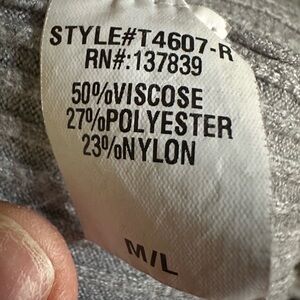 STYLE#T4607-R
RN#:137839
50%VISCOSE
27%POLYESTER
23%NYLON
M/L